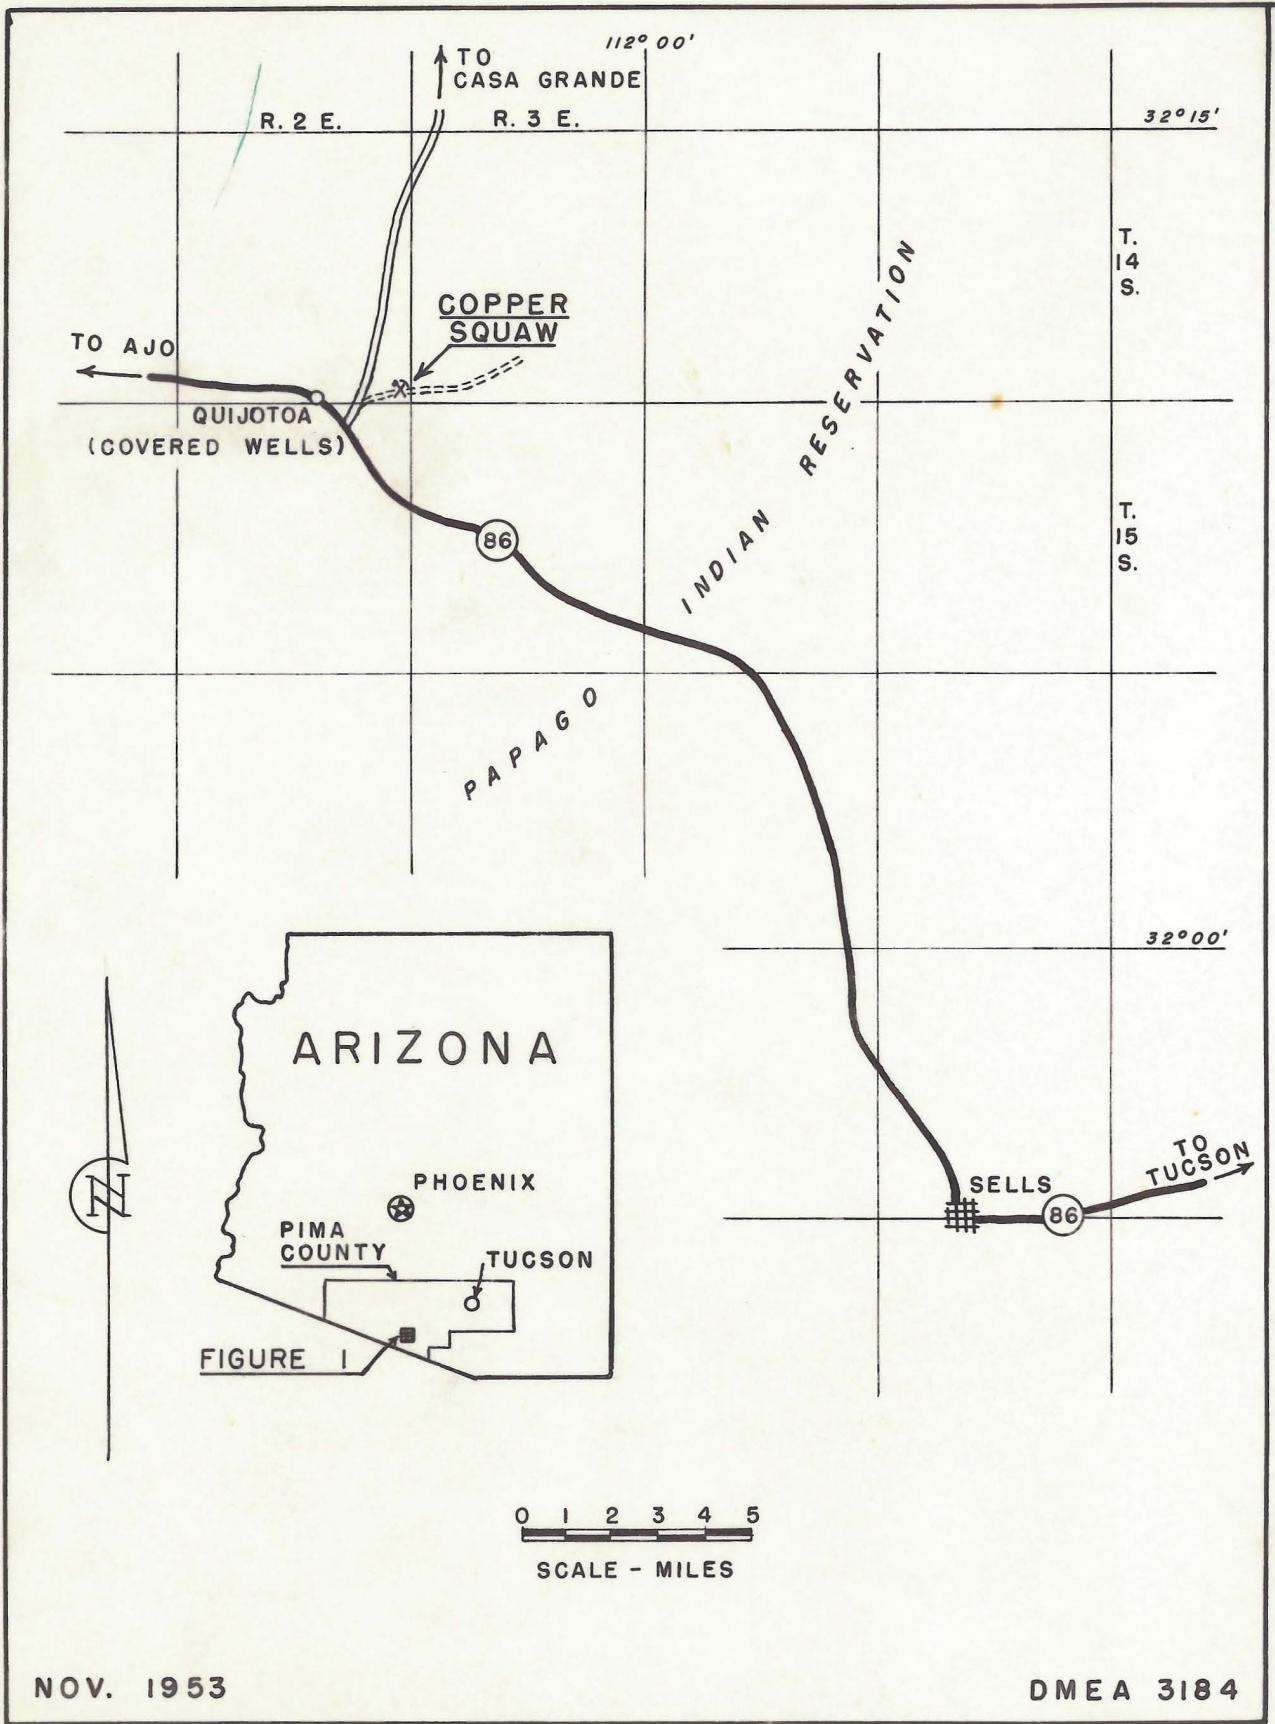 112° 00'
TO
CASA GRANDE
R. 2 E.
R. 3 E.
32° 15'
T.
14
S.
COPPER
SQUAW
TO AJO
QUIJOTOA
(COVERED WELLS)
86
T.
15
S.
PAPAGO INDIAN RESERVATION
32° 00'
ARIZONA
N
PHOENIX
PIMA
COUNTY
TUCSON
FIGURE 1
SELLS
86
TO
TUCSON
0 1 2 3 4 5
SCALE - MILES
NOV. 1953
DMEA 3184